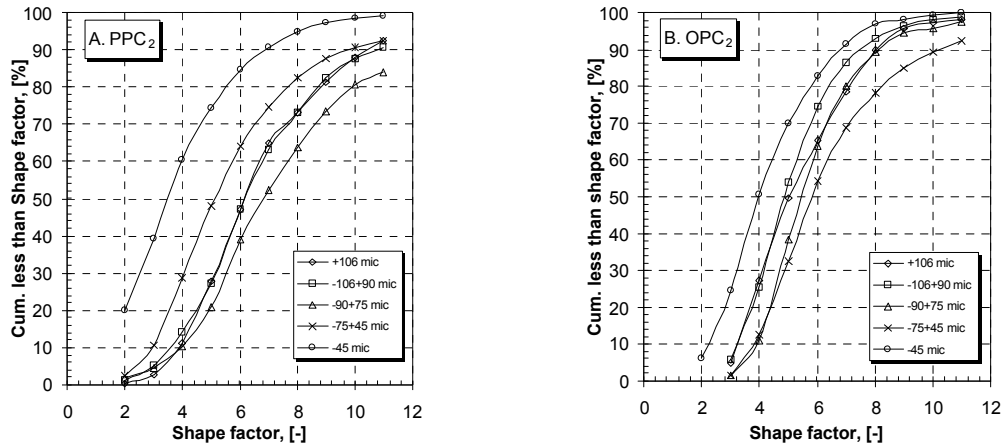 A. PPC2
Cum. less than Shape factor, [%]
100
90
80
70
60
50
40
30
20
10
0
+106 mic
-106+90 mic
-90+75 mic
-75+45 mic
-45 mic
0 2 4 6 8 10 12
Shape factor, [-]
B. OPC2
Cum. less than shape factor, [%]
100
90
80
70
60
50
40
30
20
10
0
+106 mic
-106+90 mic
-90+75 mic
-75+45 mic
-45 mic
0 2 4 6 8 10 12
Shape factor, [-]